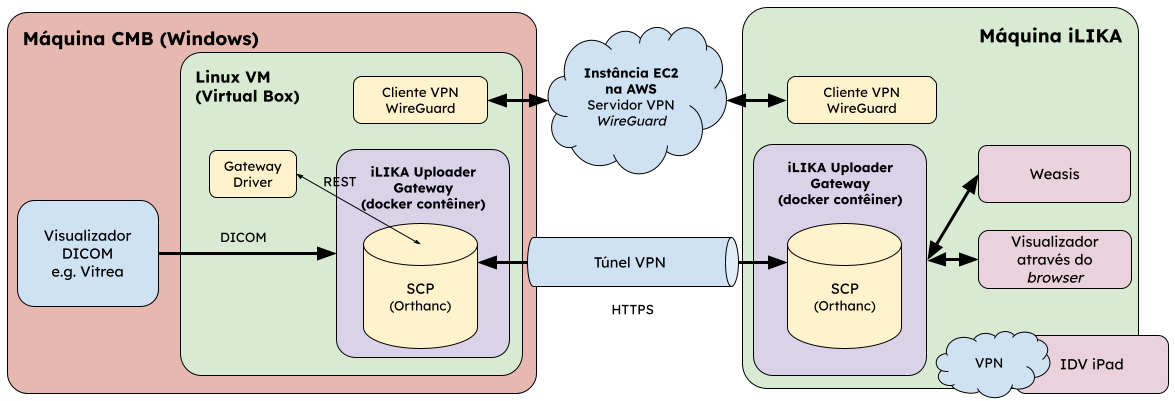 Máquina CMB (Windows)
Linux VM
(Virtual Box)
Cliente VPN
WireGuard
Gateway
Driver
REST
iLIKA Uploader
Gateway
(docker contêiner)
Visualizador
DICOM
e.g. Vitrea
DICOM
SCP
(Orthanc)
Instância EC2
na AWS
Servidor VPN
WireGuard
Túnel VPN
HTTPS
Máquina iLIKA
Cliente VPN
WireGuard
iLIKA Uploader
Gateway
(docker contêiner)
SCP
(Orthanc)
Weasis
Visualizador
através do
browser
VPN
IDV iPad